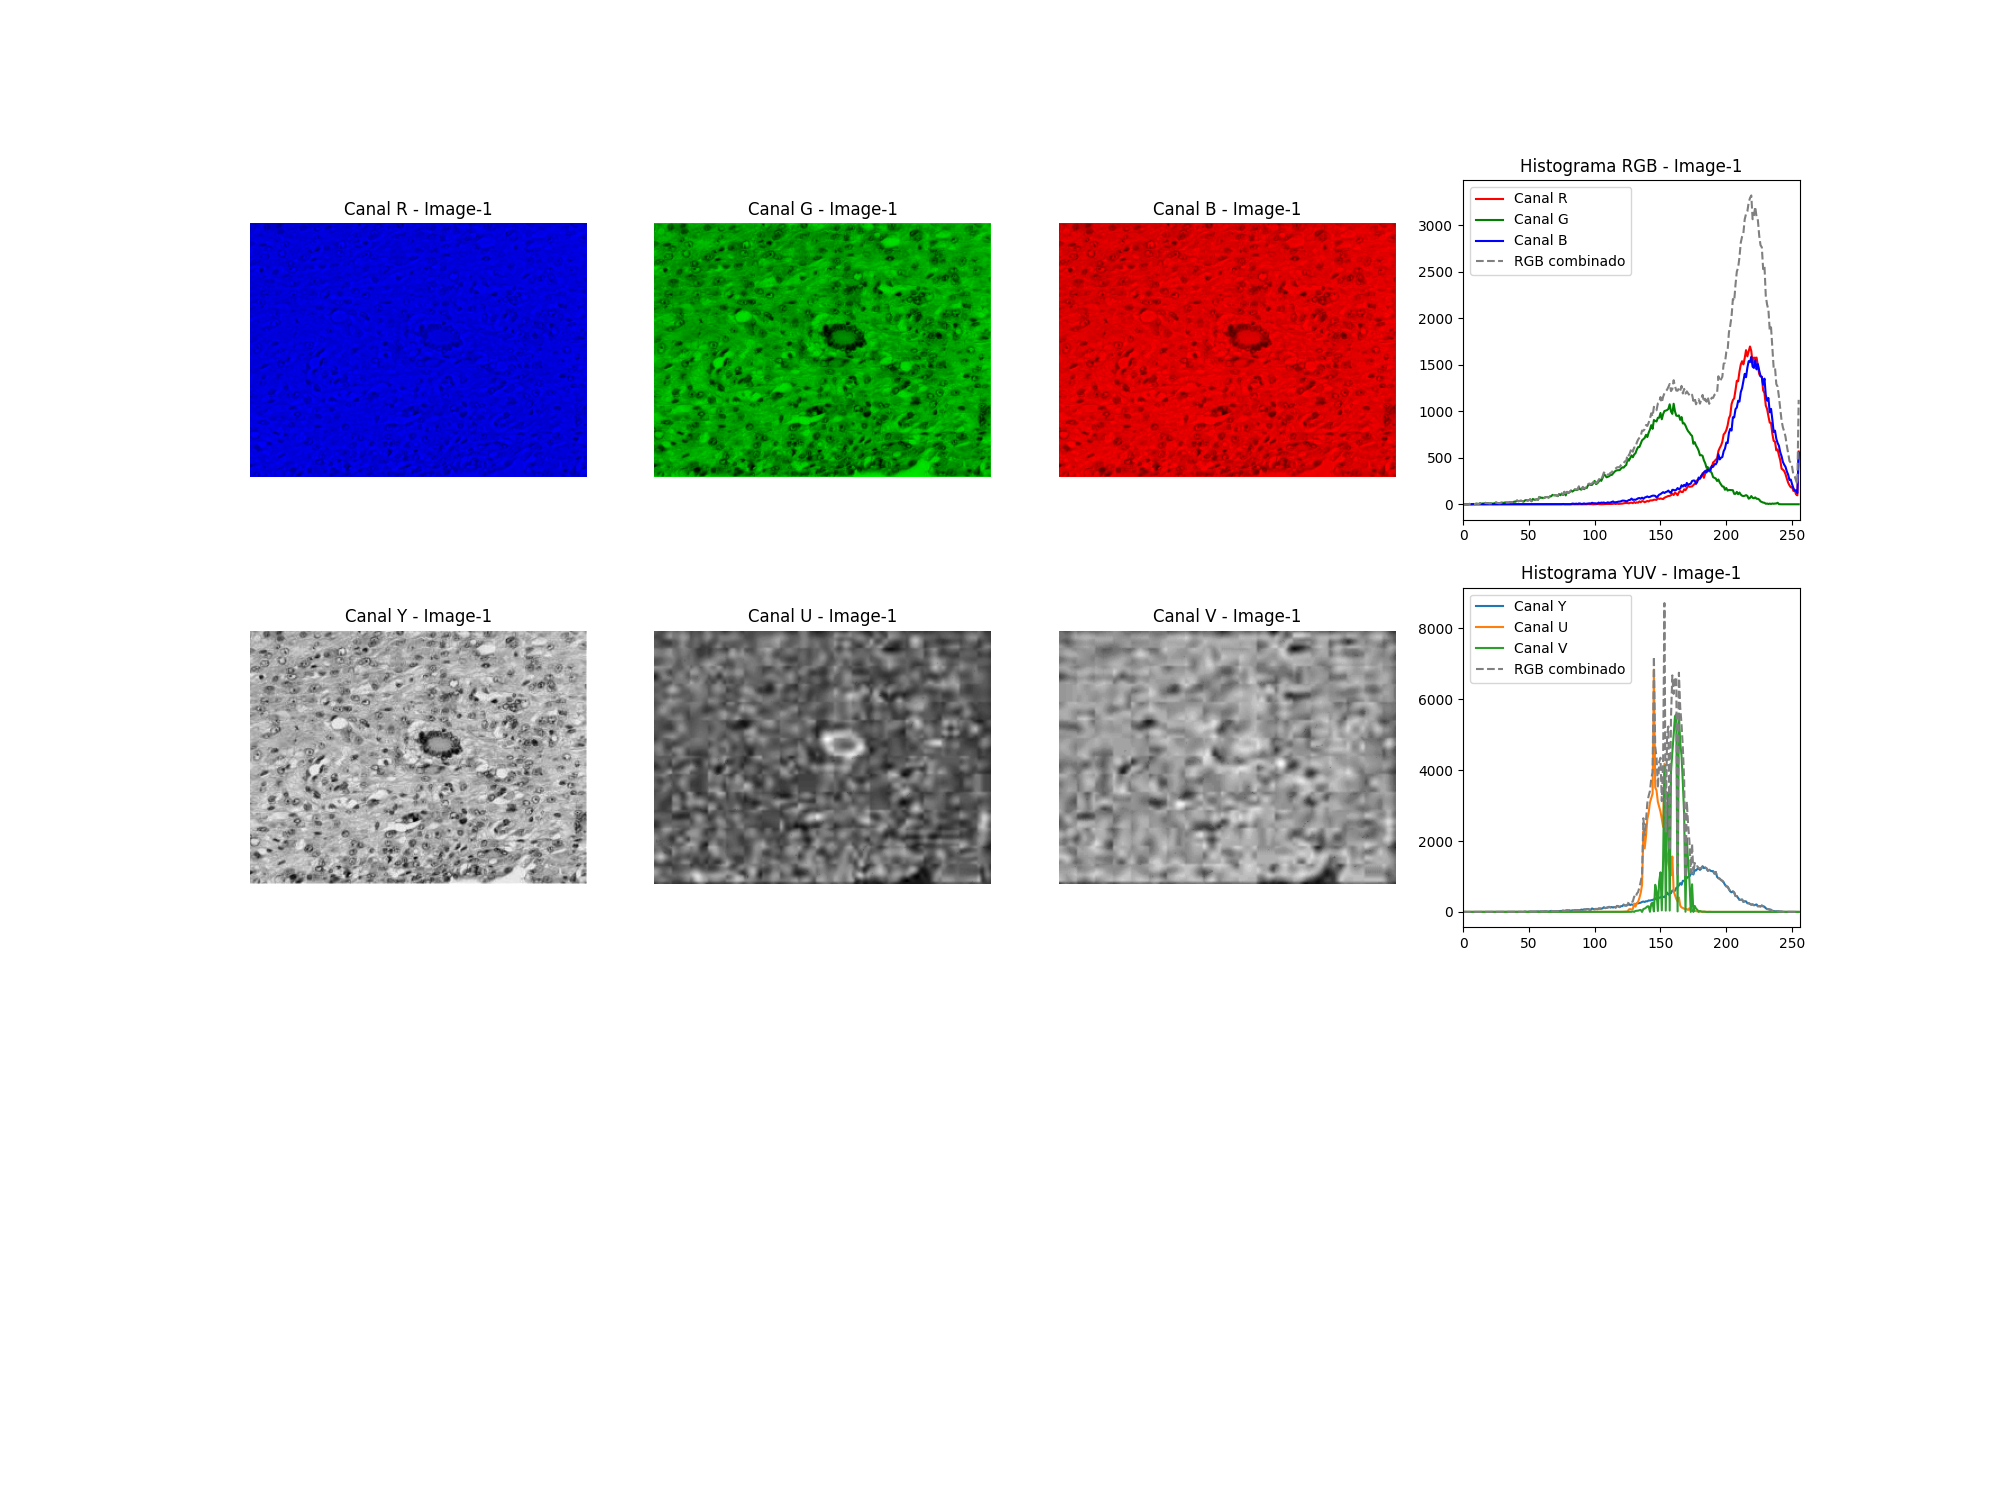 Canal R - Image-1
Canal G - Image-1
Canal B - Image-1
Histograma RGB - Image-1
Canal R
Canal G
Canal B
RGB combinado
3000
2500
2000
1500
1000
500
0
0 50 100 150 200 250
Canal Y - Image-1
Canal U - Image-1
Canal V - Image-1
Histograma YUV - Image-1
Canal Y
Canal U
Canal V
RGB combinado
8000
6000
4000
2000
0
0 50 100 150 200 250